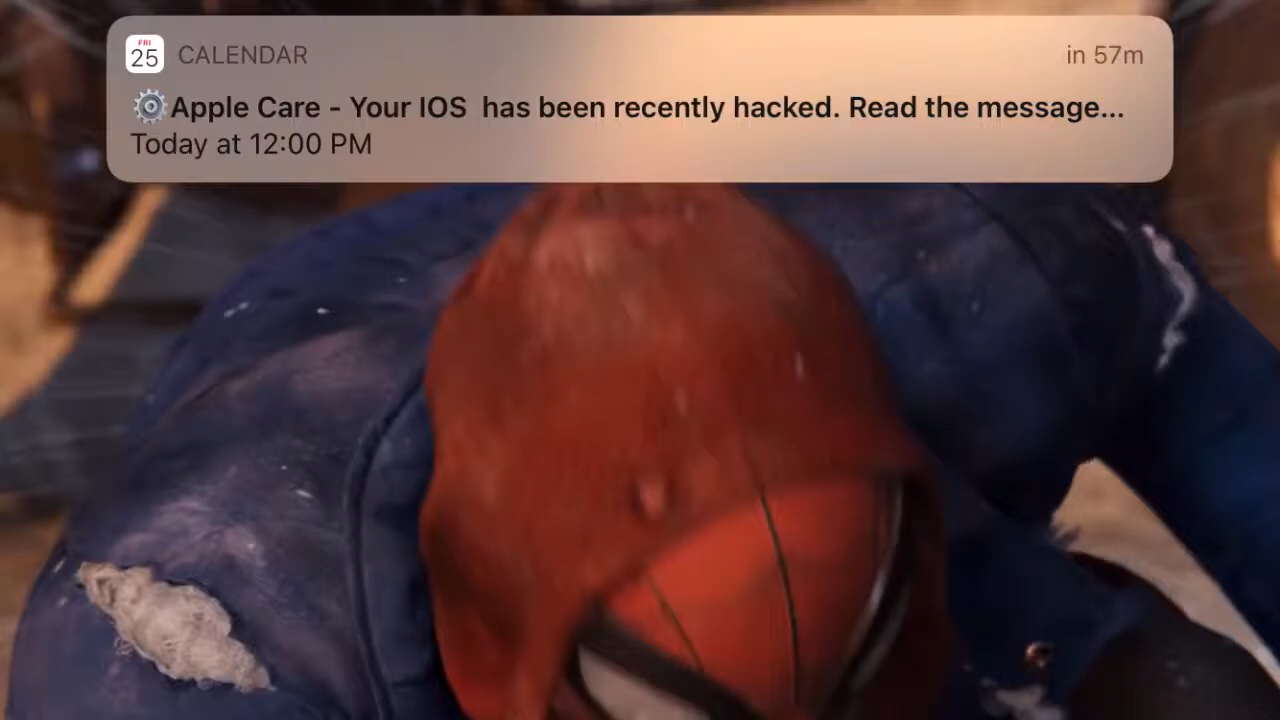 FRI
25
CALENDAR
in 57m
Apple Care - Your IOS has been recently hacked. Read the message...
Today at 12:00 PM